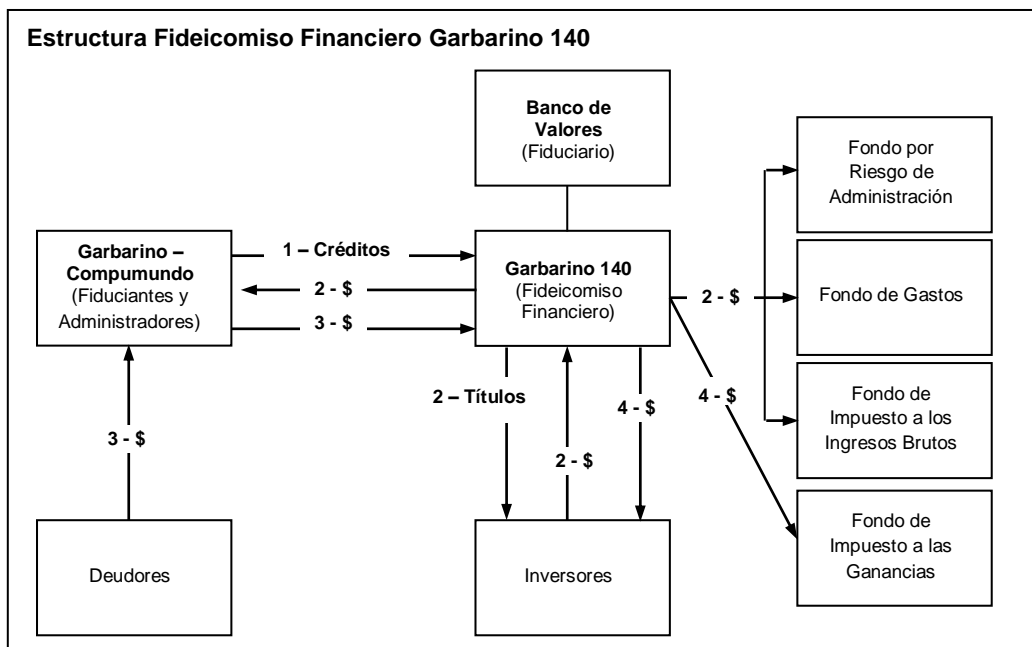 Estructura Fideicomiso Financiero Garbarino 140
Banco de
Valores
(Fiduciario)
Fondo por
Riesgo de
Administración
Garbarino –
Compumundo
(Fiduciantes y
Administradores)
1 – Créditos
2 - $
3 - $
Garbarino 140
(Fideicomiso
Financiero)
2 - $
Fondo de Gastos
2 – Títulos
4 - $
4 - $
3 - $
2 - $
Fondo de
Impuesto a los
Ingresos Brutos
Deudores
Inversores
Fondo de
Impuesto a las
Ganancias